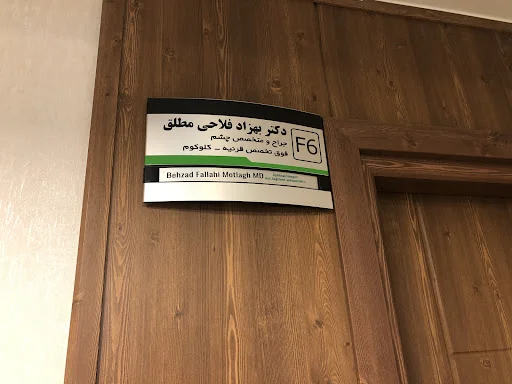 دکتر بهزاد فلاحی مطلق
F6
جراح و متخصص چشم
فوق تخصص قرنیه - گلوکوم
Behzad Fallahi Motlagh MD